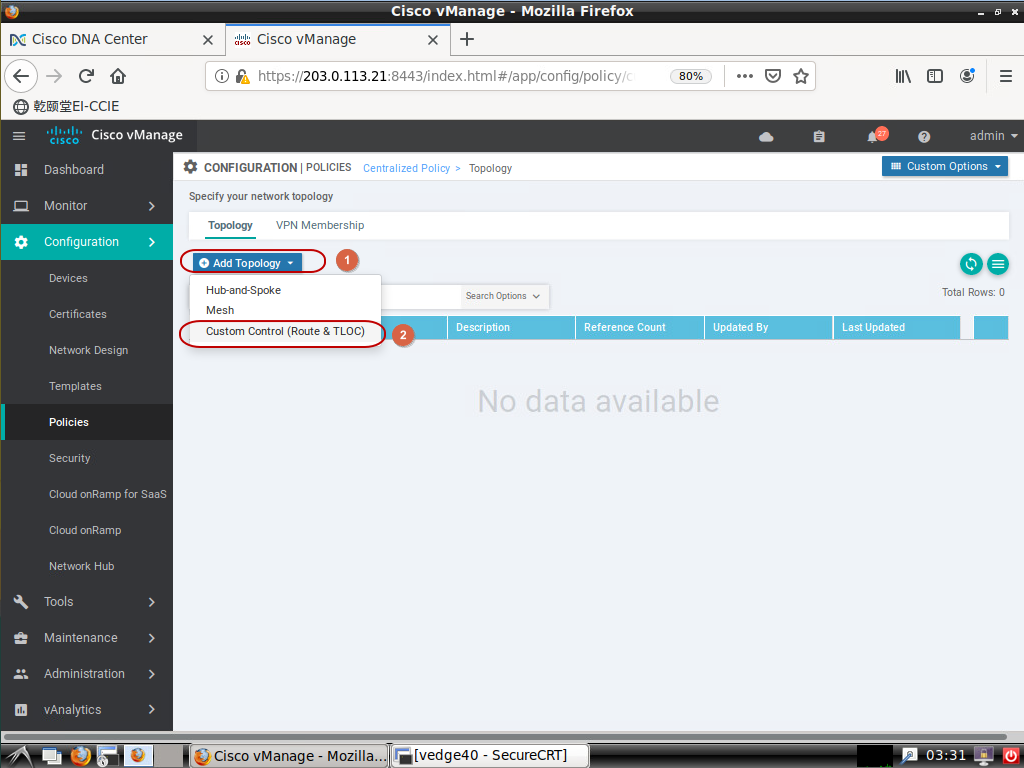 Cisco vManage - Mozilla Firefox
Cisco DNA Center
Cisco vManage
https://203.0.113.21:8443/index.html#/app/config/policy/c
80%
乾颐堂EI-CCIE
cisco
Cisco vManage
27
admin
Dashboard
Monitor
Configuration
Devices
Certificates
Network Design
Templates
Policies
Security
Cloud onRamp for SaaS
Cloud onRamp
Network Hub
Tools
Maintenance
Administration
vAnalytics
CONFIGURATION | POLICIES Centralized Policy > Topology
Custom Options
Specify your network topology
Topology VPN Membership
Add Topology 1
Hub-and-Spoke
Mesh
Custom Control (Route & TLOC) 2
Search Options
Total Rows: 0
Description Reference Count Updated By Last Updated
No data available
Cisco vManage - Mozilla...
[vedge40 - SecureCRT]
03:31